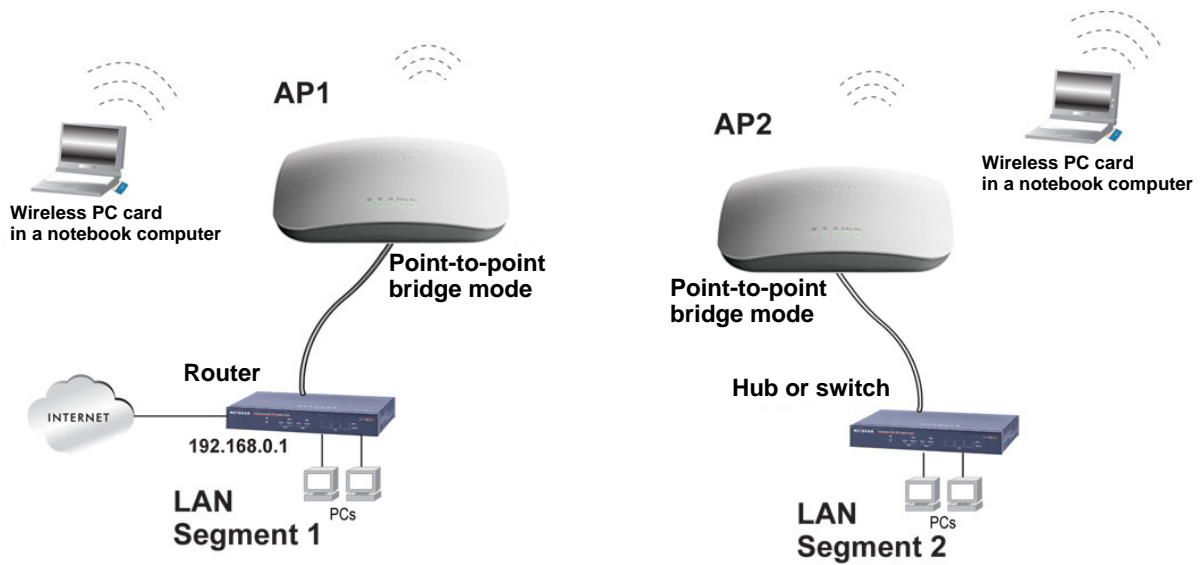 AP1
AP2
Wireless PC card
in a notebook computer
Wireless PC card
in a notebook computer
Point-to-point
bridge mode
Point-to-point
bridge mode
Router
Hub or switch
INTERNET
NETGEAR
NETGEAR
192.168.0.1
LAN
Segment 1
PCs
LAN
Segment 2
PCs